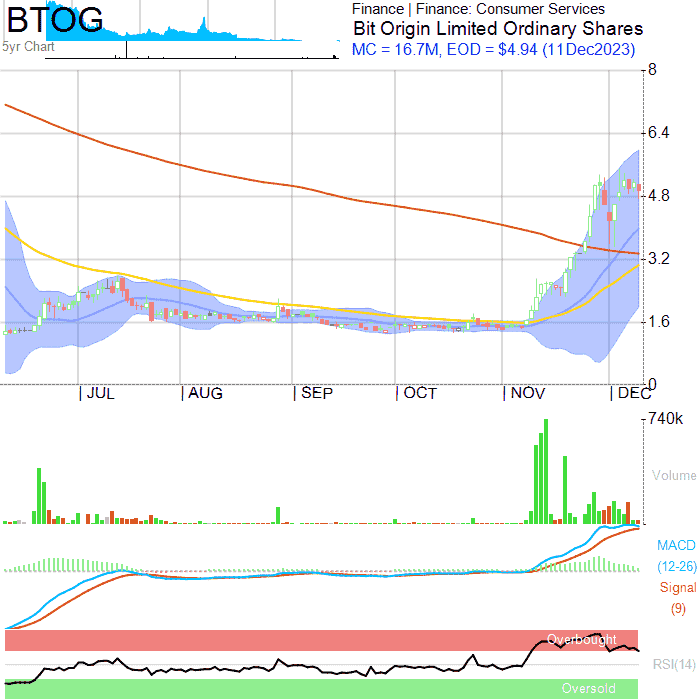 BTOG
5yr Chart
Finance | Finance: Consumer Services
Bit Origin Limited Ordinary Shares
MC = 16.7M, EOD = $4.94 (11Dec2023)
8
6.4
4.8
3.2
1.6
0
JUL
AUG
SEP
OCT
NOV
DEC
740k
Volume
MACD
(12-26)
Signal
(9)
Overbought
RSI(14)
Oversold